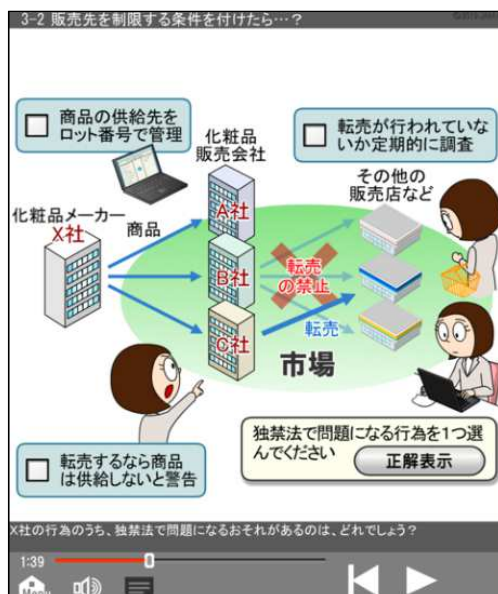 3-2 販売先を制限する条件を付けたら…?
商品の供給先を
ロット番号で管理
転売が行われていな
いか定期的に調査
化粧品
販売会社
その他の
販売店など
化粧品メーカー
X社
商品
A社
B社
C社
転売
の禁止
転売
市場
転売するなら商品
は供給しないと警告
独禁法で問題になる行為を1つ選
んでください
正解表示
X社の行為のうち、独禁法で問題になるおそれがあるのは、どれでしょう?
1:39
Menu